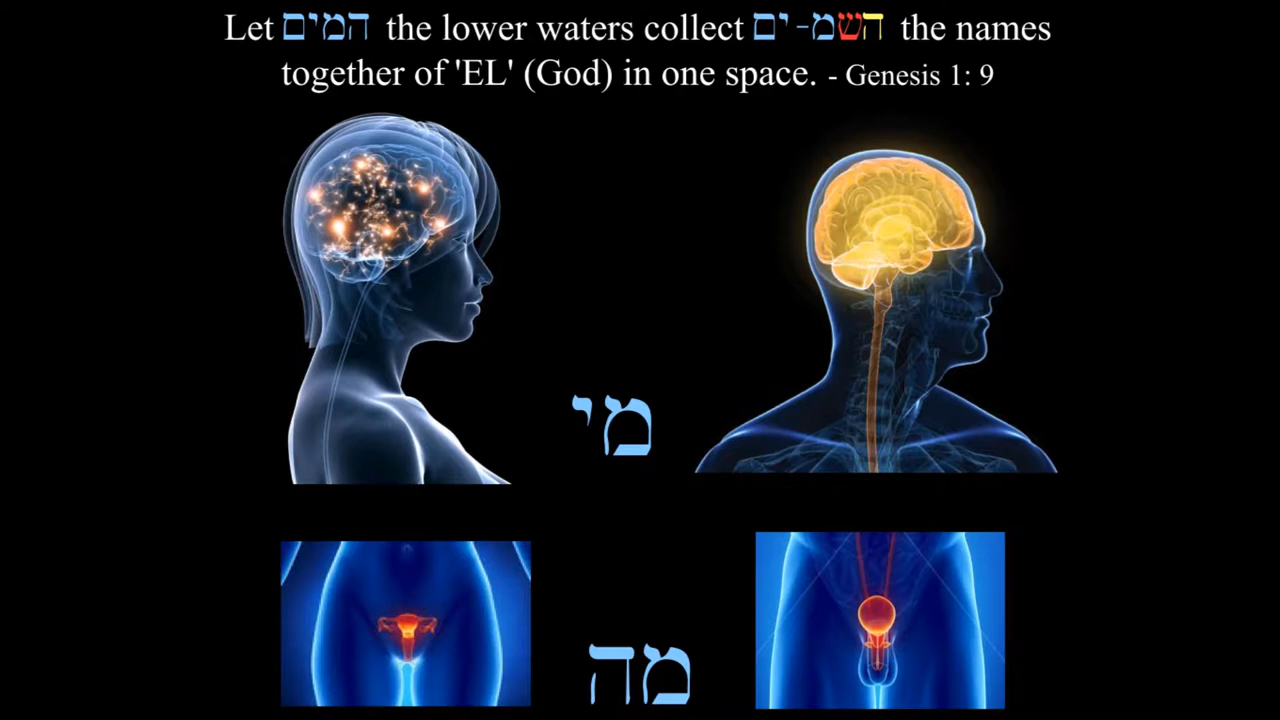 Let המים the lower waters collect השמ-ים the names
together of 'EL' (God) in one space. - Genesis 1: 9
מי
מה